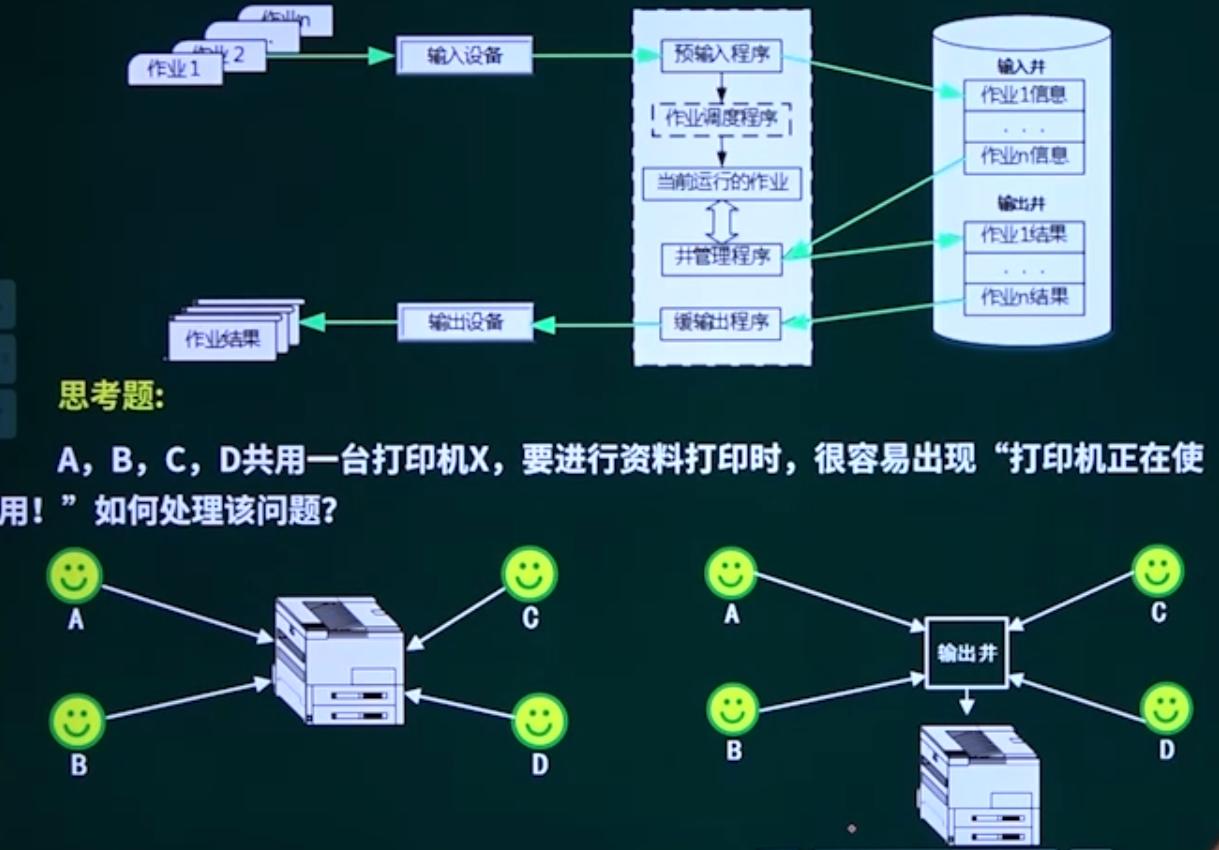 作业n
.
作业 2
作业 1
输入设备
预输入程序
作业调度程序
当前运行的作业
井管理程序
缓输出程序
输入井
作业1信息
. . .
作业n信息
输出井
作业1结果
. . .
作业n结果
输出设备
作业结果
思考题:
A，B，C，D共用一台打印机X，要进行资料打印时，很容易出现“打印机正在使
用！”如何处理该问题？
A
C
B
D
A
C
输出井
B
D